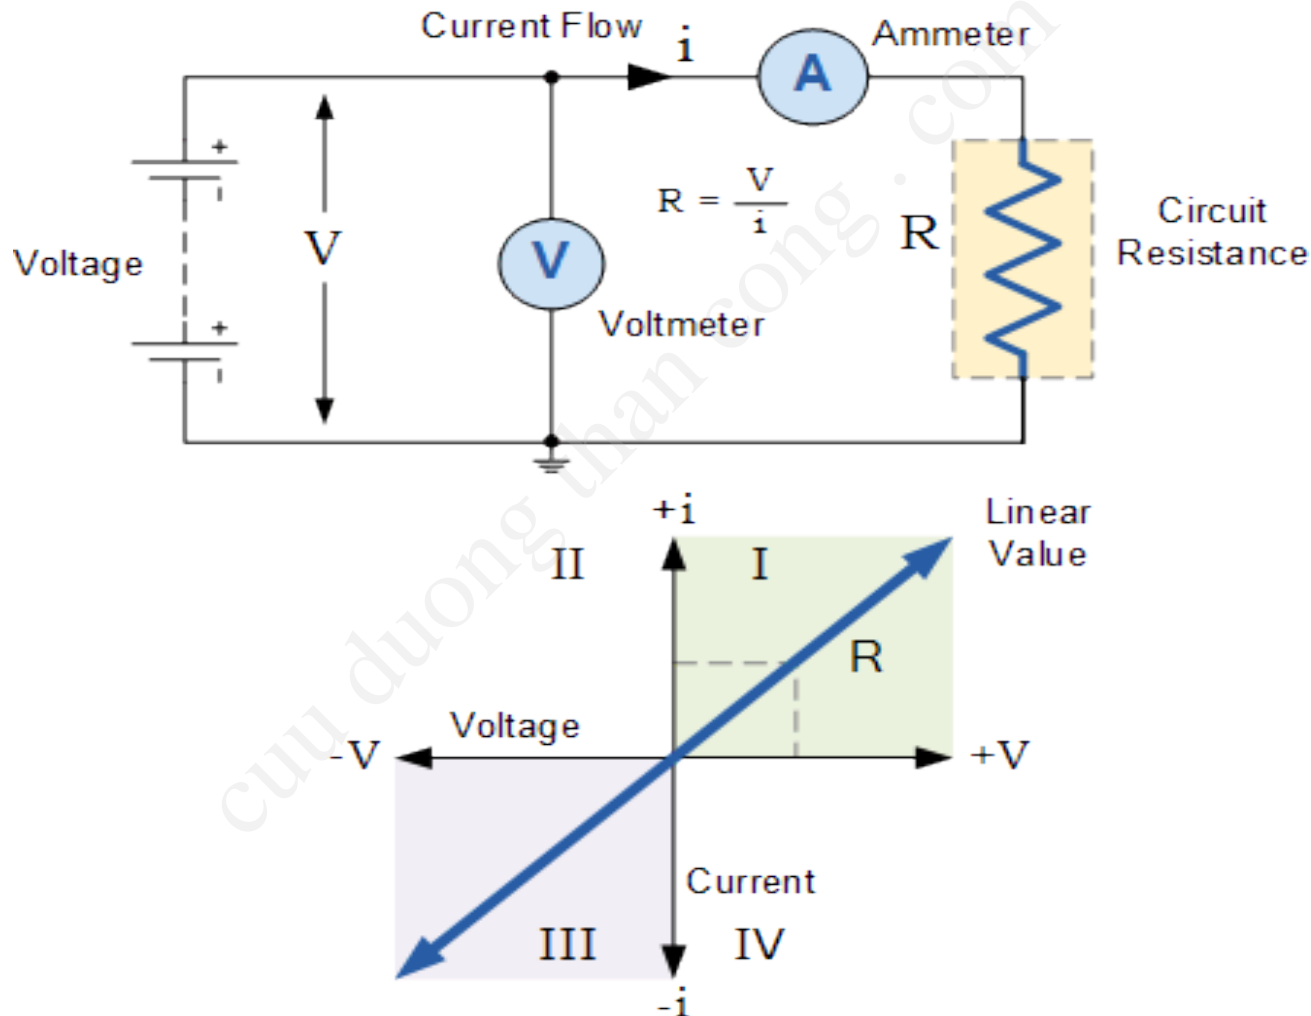 Current Flow
i
Ammeter
A
+
Voltage
+
V
V
Voltmeter
R = V
i
R
Circuit
Resistance
+i
Linear
Value
II
I
R
Voltage
-V
+V
Current
III
IV
-i
cuu duong than cong . com